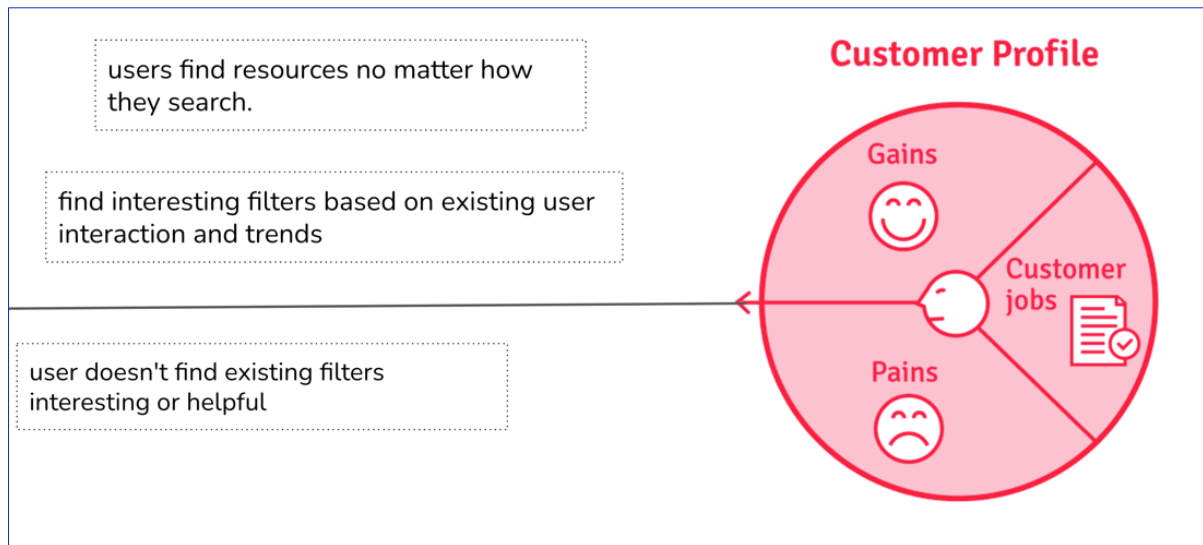 users find resources no matter how
they search.
find interesting filters based on existing user
interaction and trends
user doesn't find existing filters
interesting or helpful
Customer Profile
Gains
Customer
jobs
Pains